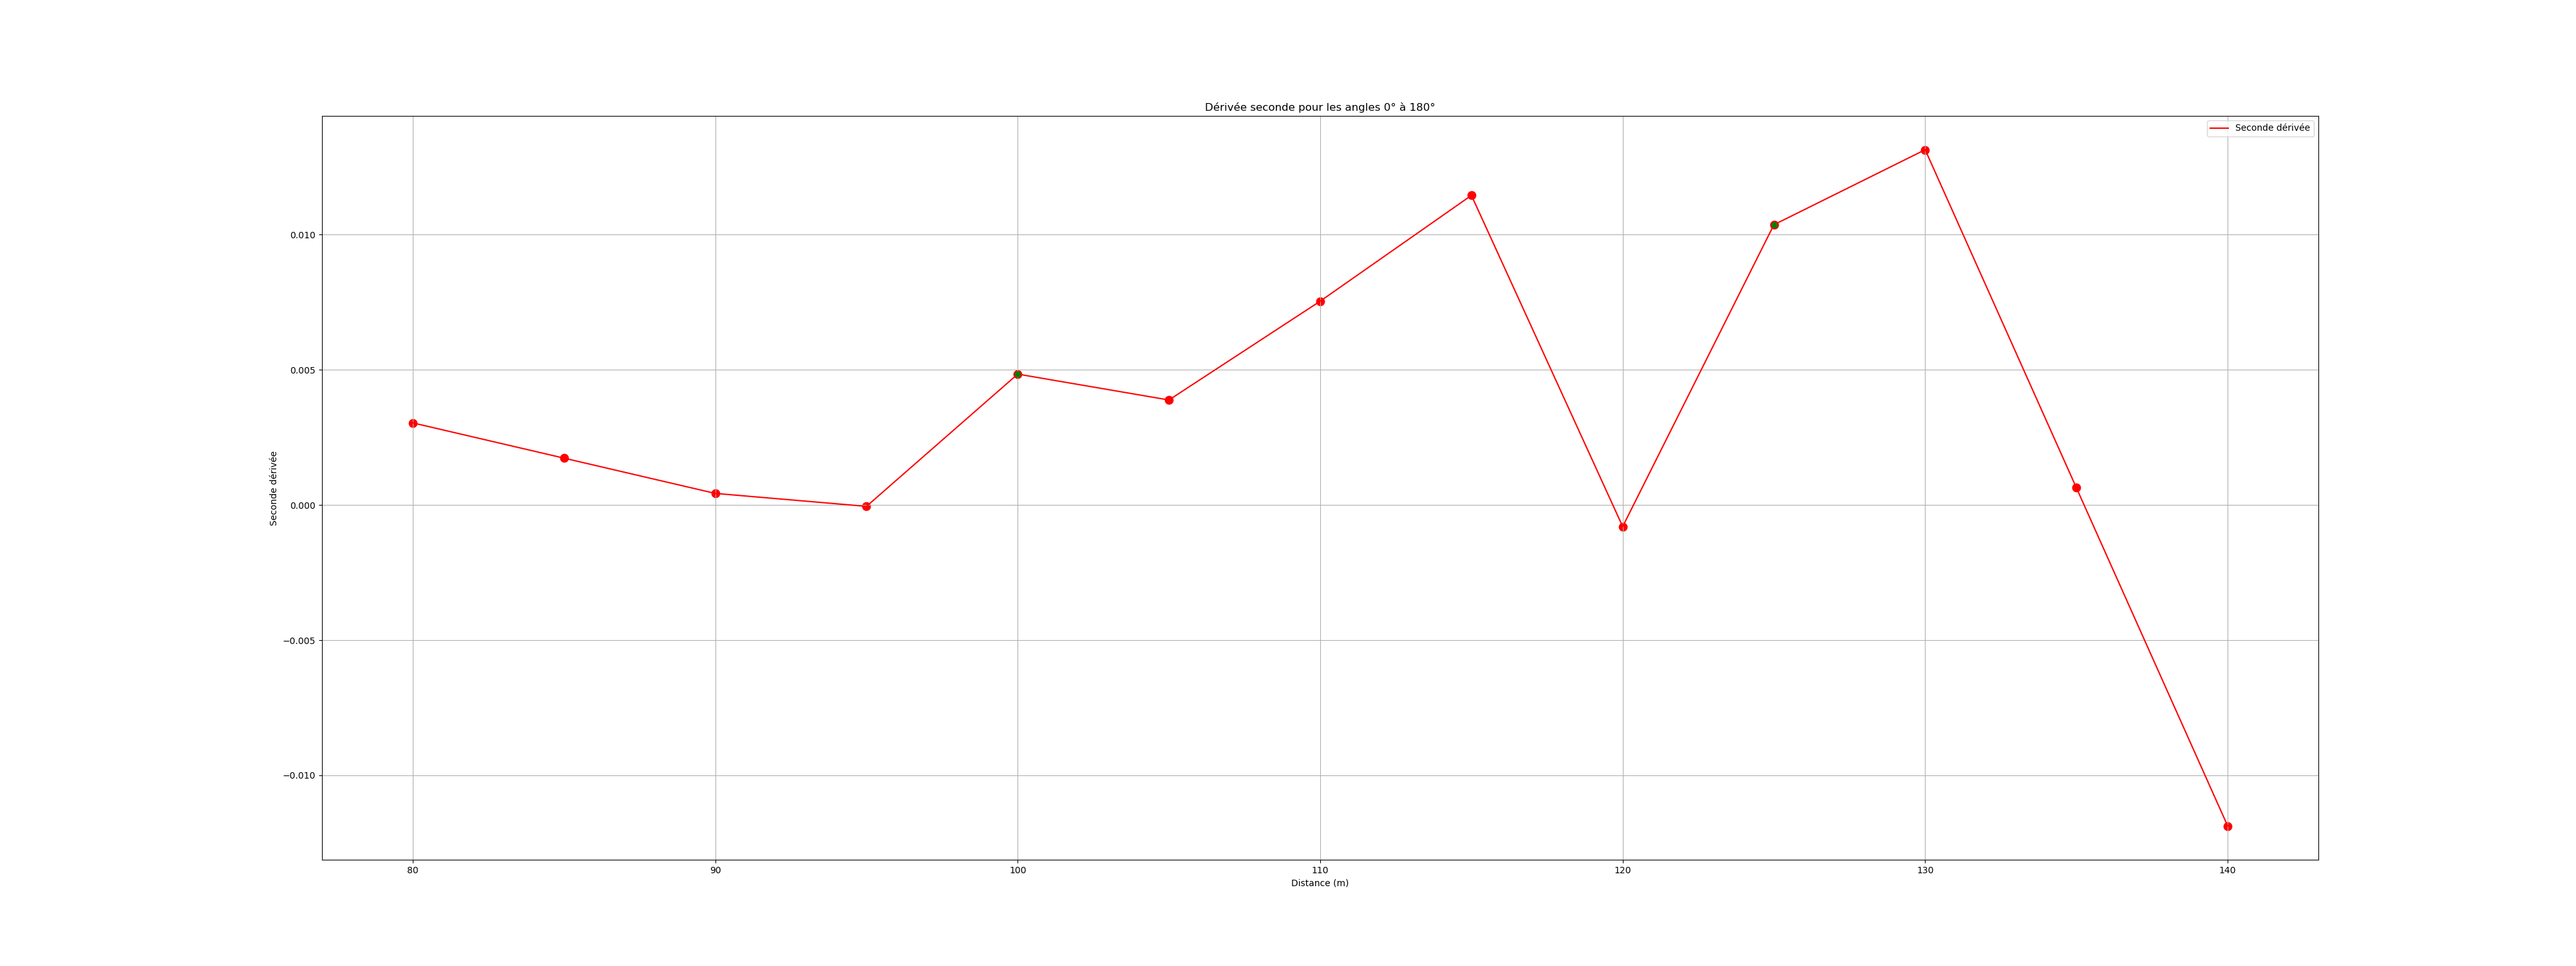 Dérivée seconde pour les angles 0° à 180°
Seconde dérivée
0.010
0.005
0.000
−0.005
−0.010
Seconde dérivée
80 90 100 110 120 130 140
Distance (m)